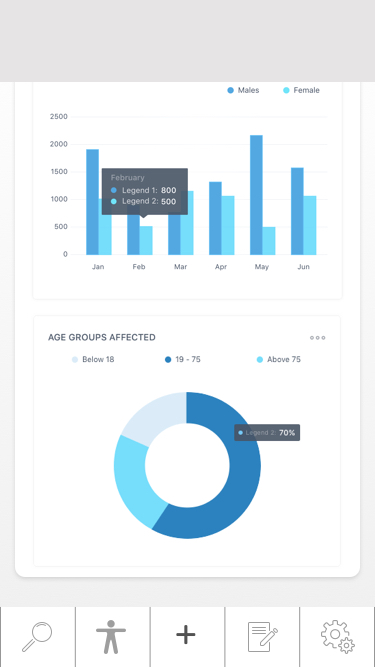 Males Female
2500
2000
1500
1000
500
0
February
Legend 1: 800
Legend 2: 500
Jan Feb Mar Apr May Jun
AGE GROUPS AFFECTED
Below 18 19 - 75 Above 75
Legend 2: 70%